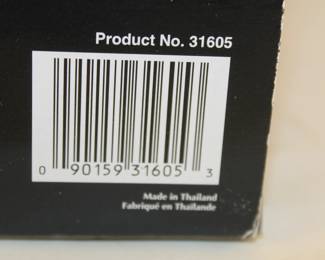 Product No. 31605
0 90159 31605 3
Made in Thailand
Fabriqué en Thaïlande